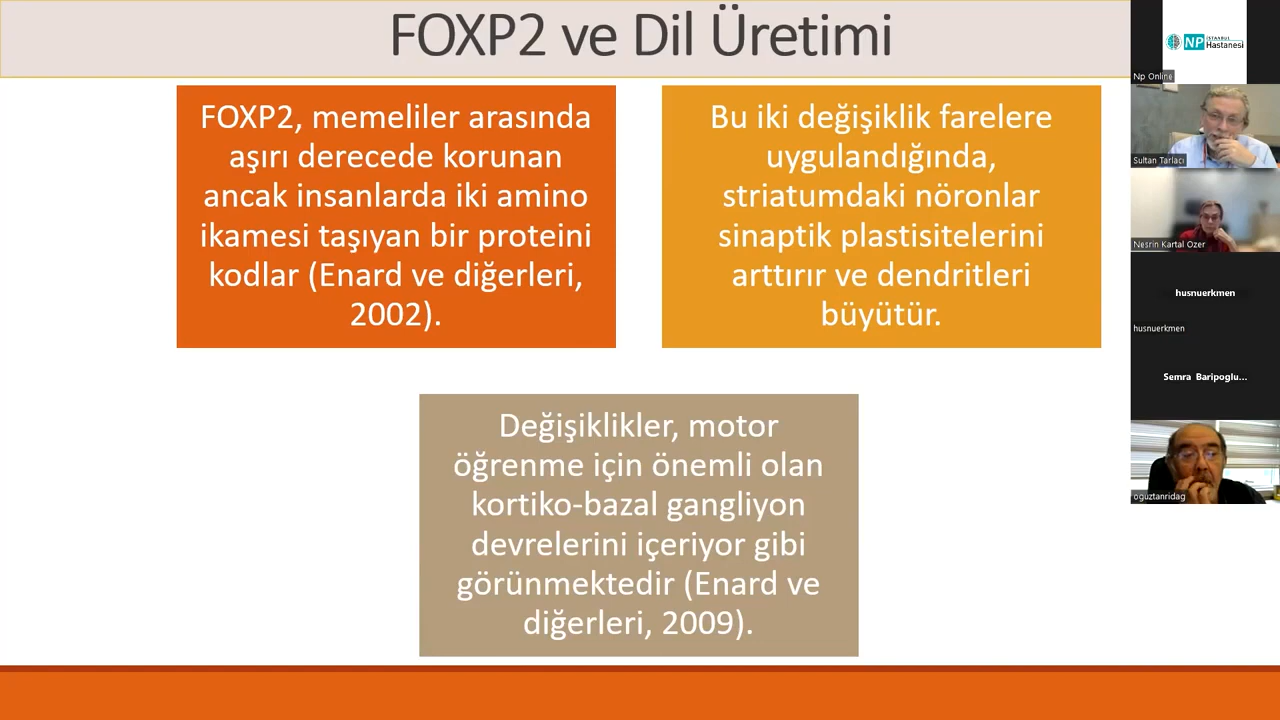 FOXP2 ve Dil Üretimi
FOXP2, memeliler arasında
aşırı derecede korunan
ancak insanlarda iki amino
ikamesi taşıyan bir proteini
kodlar (Enard ve diğerleri,
2002).
Bu iki değişiklik farelere
uygulandığında,
striatumdaki nöronlar
sinaptik plastisitelerini
arttırır ve dendritleri
büyütür.
Değişiklikler, motor
öğrenme için önemli olan
kortiko-bazal gangliyon
devrelerini içeriyor gibi
görünmektedir (Enard ve
diğerleri, 2009).
NP İSTANBUL
Hastanesi
Np Online
Sultan Tarlacı
Nesrin Kartal Ozer
husnuerkmen
husnuerkmen
Semra Baripoglu...
oguztanridag